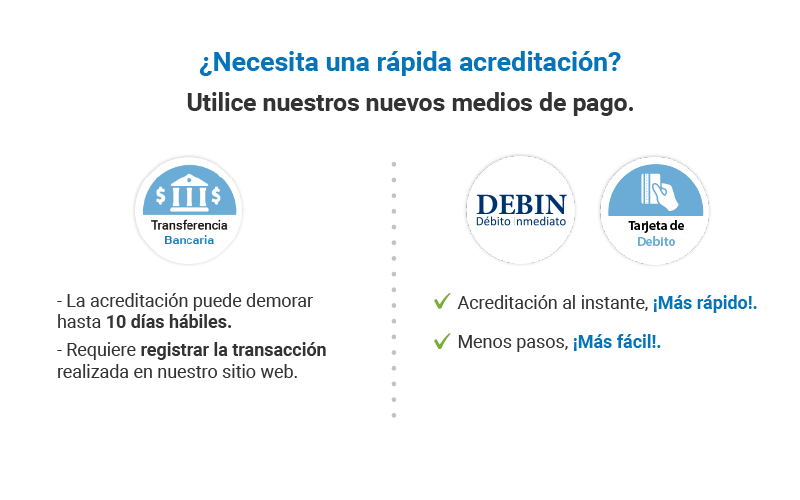 ¿Necesita una rápida acreditación?
Utilice nuestros nuevos medios de pago.
$ $
Transferencia
Bancaria
- La acreditación puede demorar
hasta 10 días hábiles.
- Requiere registrar la transacción
realizada en nuestro sitio web.
DEBIN
Débito inmediato
Tarjeta de
Debito
Acreditación al instante, ¡Más rápido!.
Menos pasos, ¡Más fácil!.